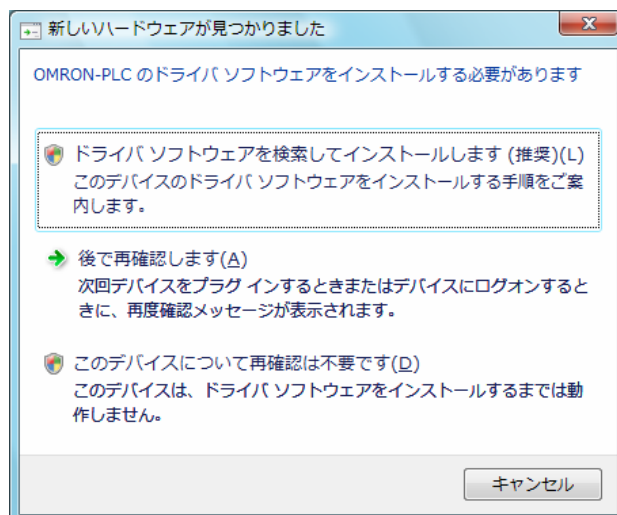 新しいハードウェアが見つかりました
OMRON-PLC のドライバ ソフトウェアをインストールする必要があります
ドライバ ソフトウェアを検索してインストールします (推奨)(L)
このデバイスのドライバ ソフトウェアをインストールする手順をご案
内します。
後で再確認します(A)
次回デバイスをプラグ インするときまたはデバイスにログオンすると
きに、再度確認メッセージが表示されます。
このデバイスについて再確認は不要です(D)
このデバイスは、ドライバ ソフトウェアをインストールするまでは動
作しません。
キャンセル